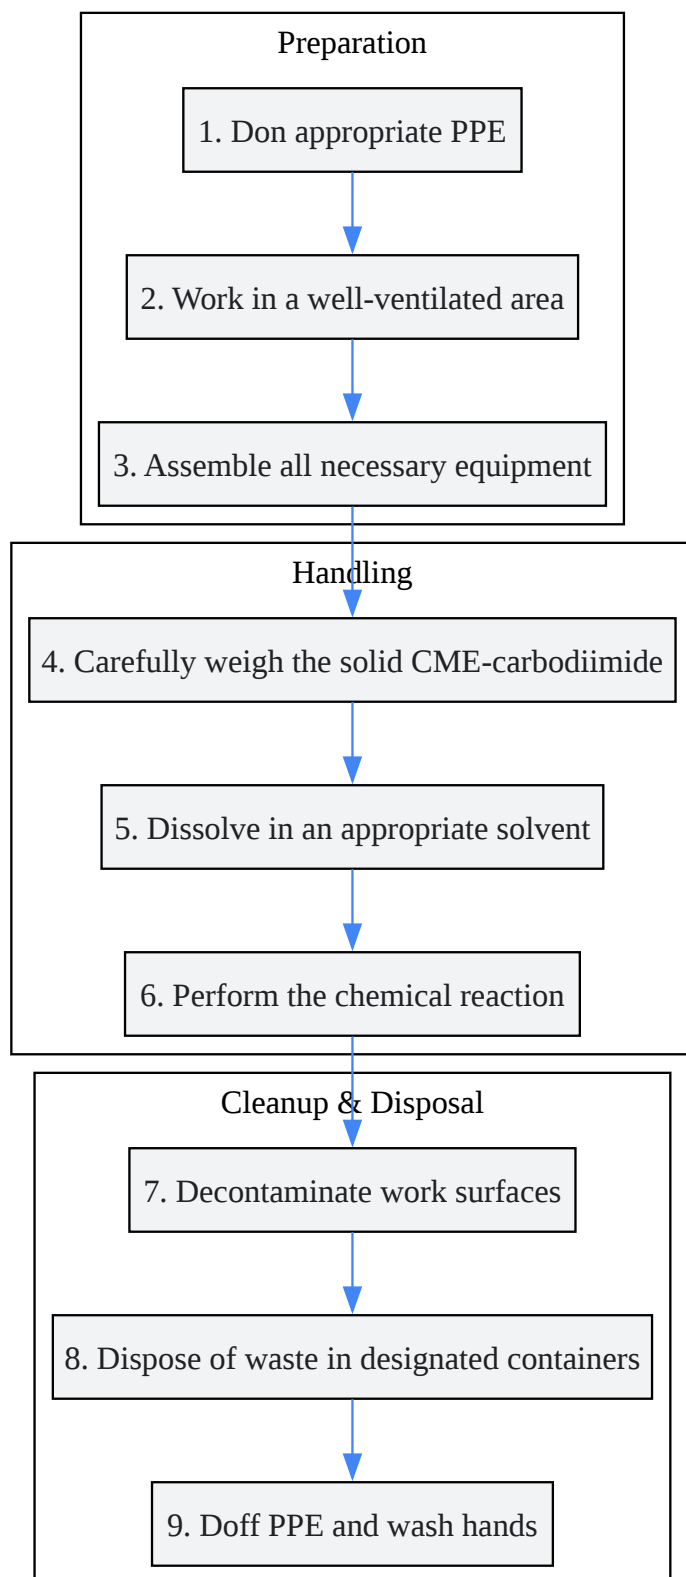 Preparation
1. Don appropriate PPE
2. Work in a well-ventilated area
3. Assemble all necessary equipment
Handling
4. Carefully weigh the solid CME-carbodiimide
5. Dissolve in an appropriate solvent
6. Perform the chemical reaction
Cleanup & Disposal
7. Decontaminate work surfaces
8. Dispose of waste in designated containers
9. Doff PPE and wash hands